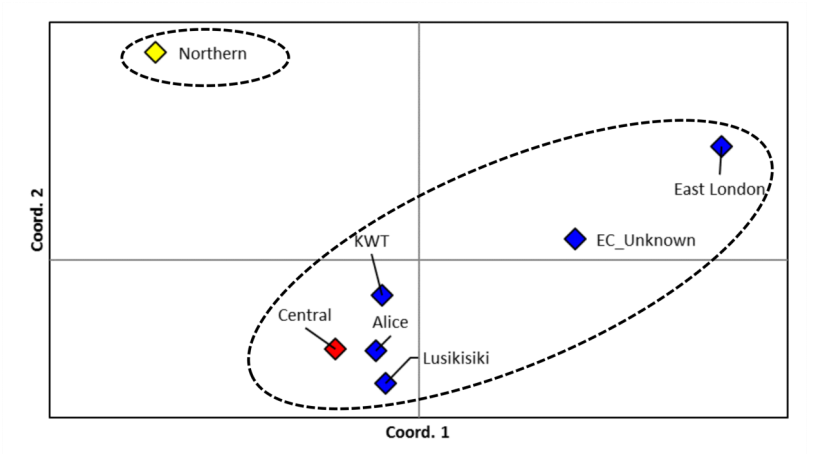 Northern
East London
EC_Unknown
KWT
Central
Alice
Lusikisiki
Coord. 2
Coord. 1